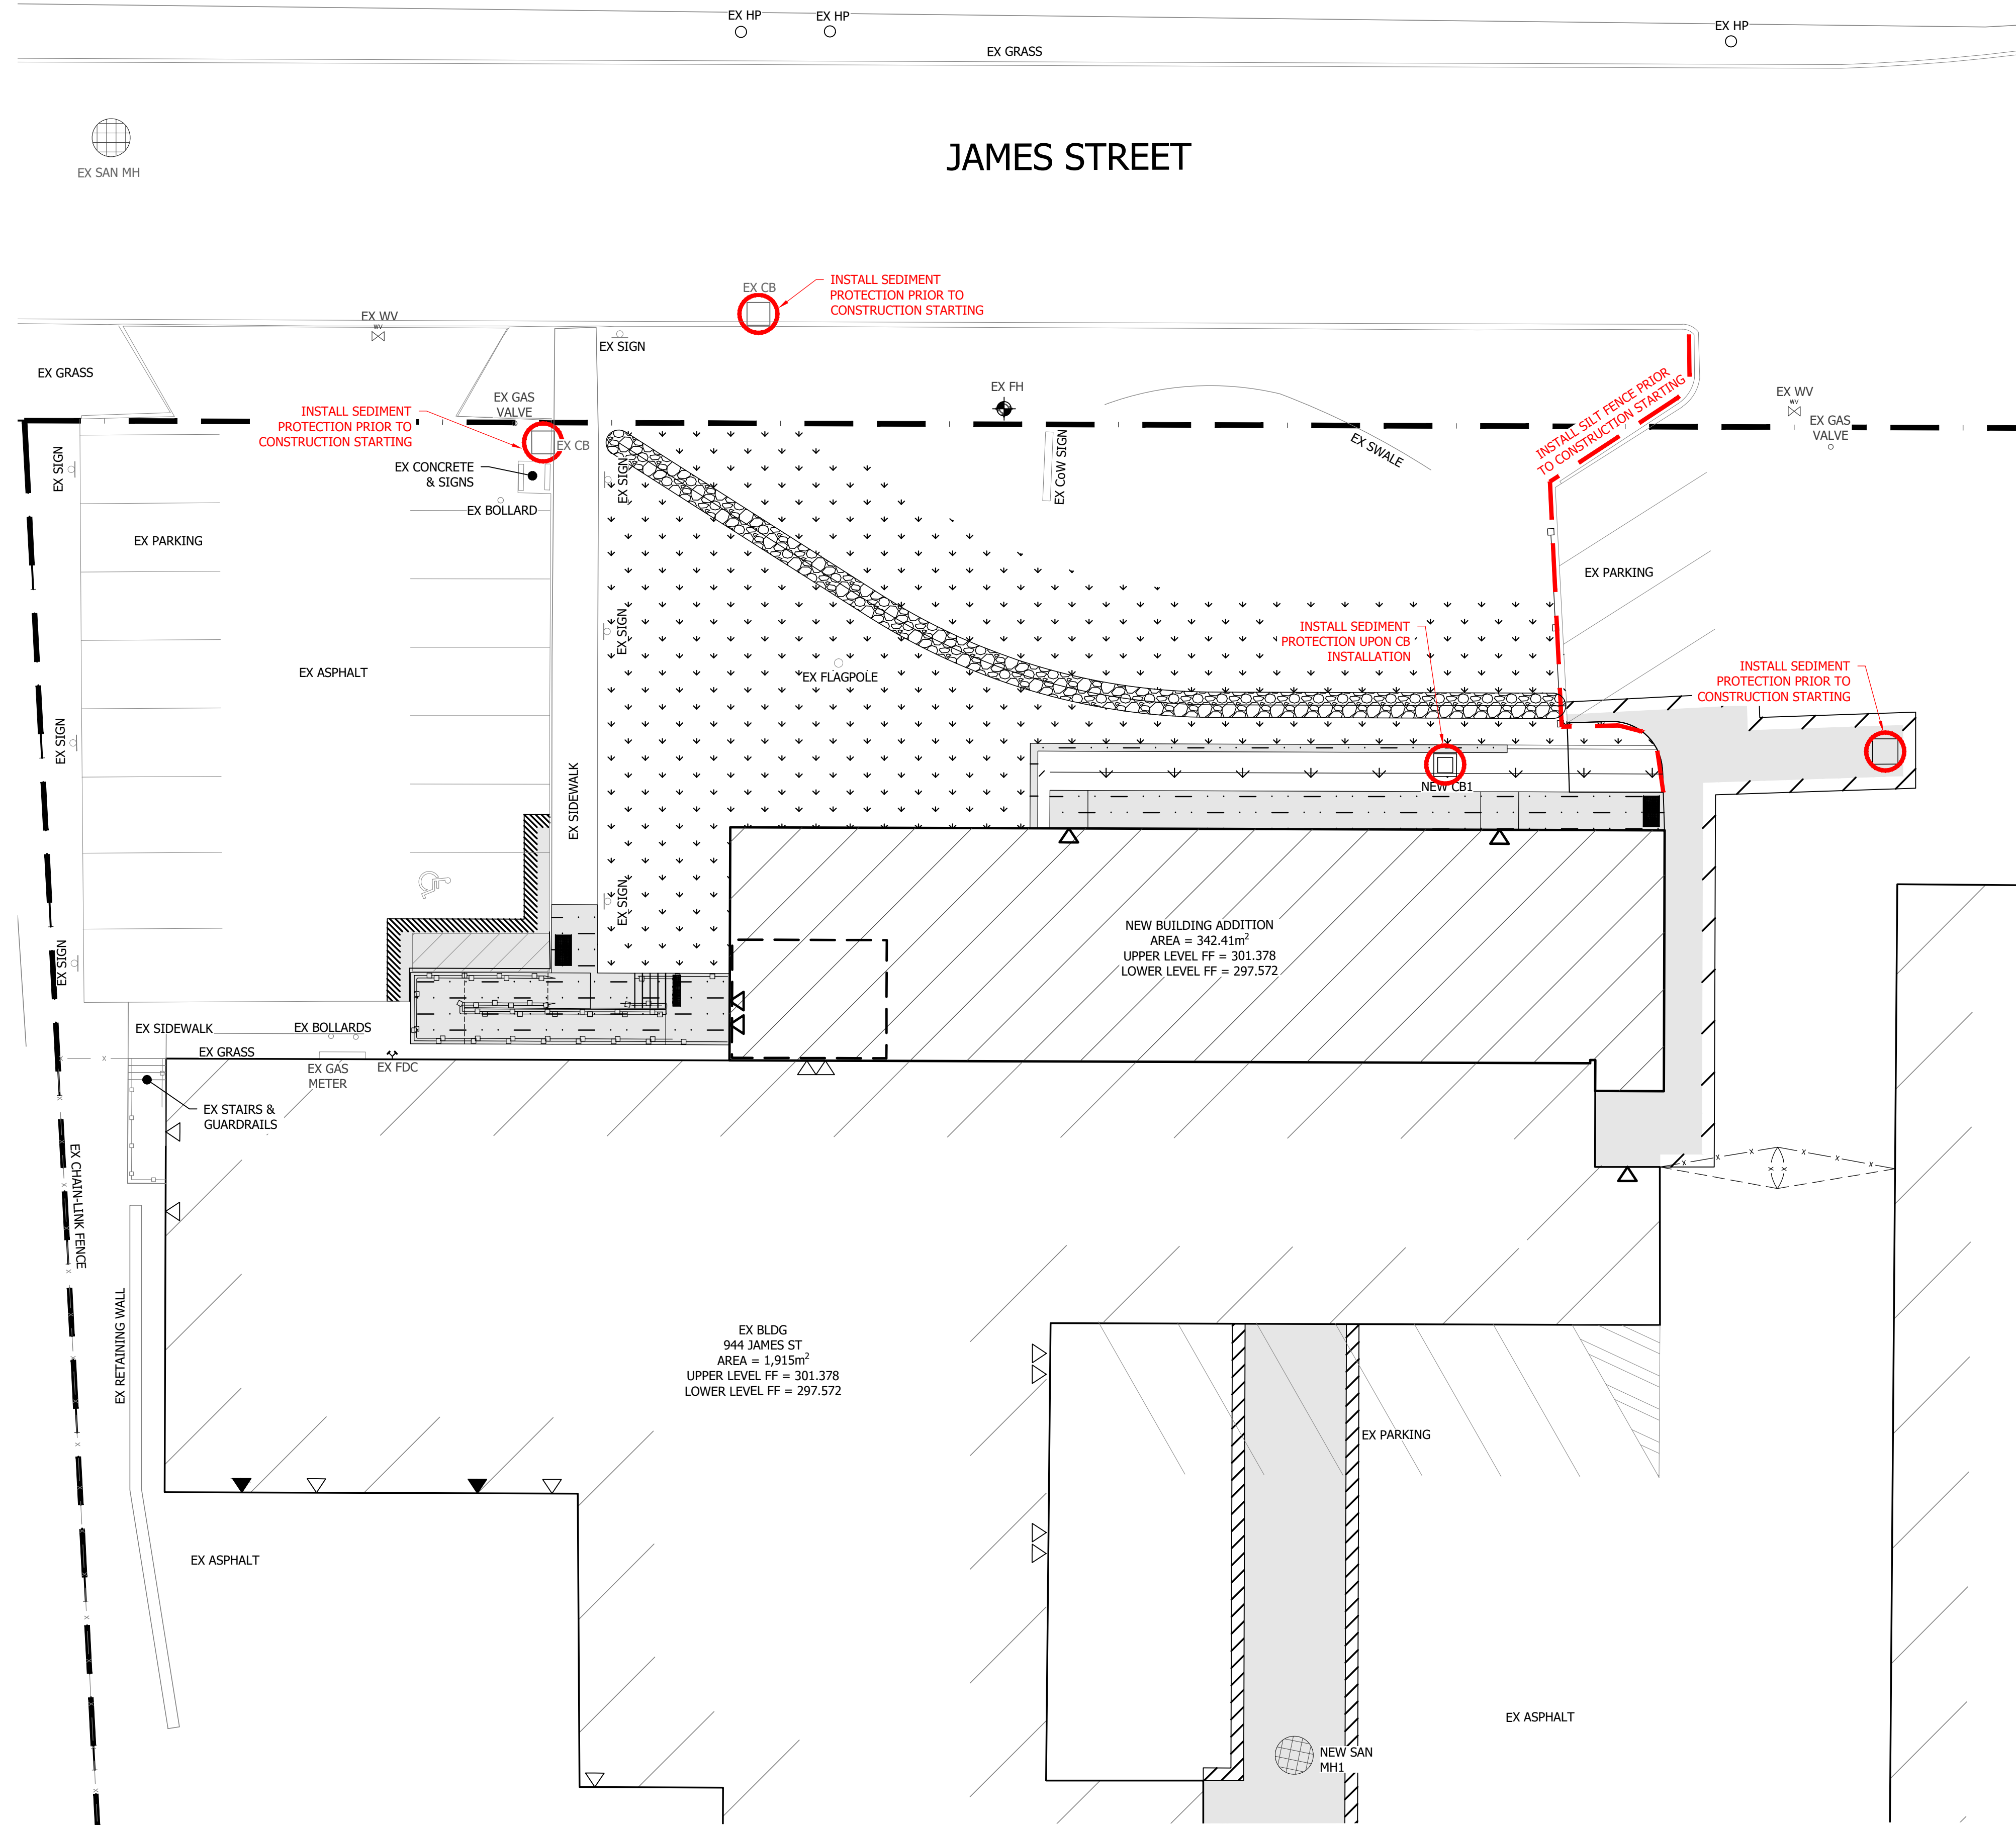 EX HP
EX HP
EX HP
EX GRASS
JAMES STREET
EX SAN MH
EX CB
INSTALL SEDIMENT
PROTECTION PRIOR TO
CONSTRUCTION STARTING
EX WV
WV
EX SIGN
EX GRASS
EX GAS
VALVE
INSTALL SEDIMENT
PROTECTION PRIOR TO
CONSTRUCTION STARTING
EX CB
EX FH
INSTALL SILT FENCE PRIOR
TO CONSTRUCTION STARTING
EX WV
WV
EX GAS
VALVE
EX SIGN
EX CONCRETE
& SIGNS
EX SIGN
EX CoW SIGN
EX SWALE
EX BOLLARD
EX PARKING
EX PARKING
EX SIGN
INSTALL SEDIMENT
PROTECTION UPON CB
INSTALLATION
EX ASPHALT
EX FLAGPOLE
INSTALL SEDIMENT
PROTECTION PRIOR TO
CONSTRUCTION STARTING
EX SIGN
EX SIDEWALK
NEW CB1
EX SIGN
EX SIGN
NEW BUILDING ADDITION
AREA = 342.41m²
UPPER LEVEL FF = 301.378
LOWER LEVEL FF = 297.572
EX SIDEWALK
EX BOLLARDS
EX GRASS
EX GAS
METER
EX FDC
EX STAIRS &
GUARDRAILS
EX CHAIN-LINK FENCE
EX RETAINING WALL
EX BLDG
944 JAMES ST
AREA = 1,915m²
UPPER LEVEL FF = 301.378
LOWER LEVEL FF = 297.572
EX PARKING
EX ASPHALT
EX ASPHALT
NEW SAN
MH1